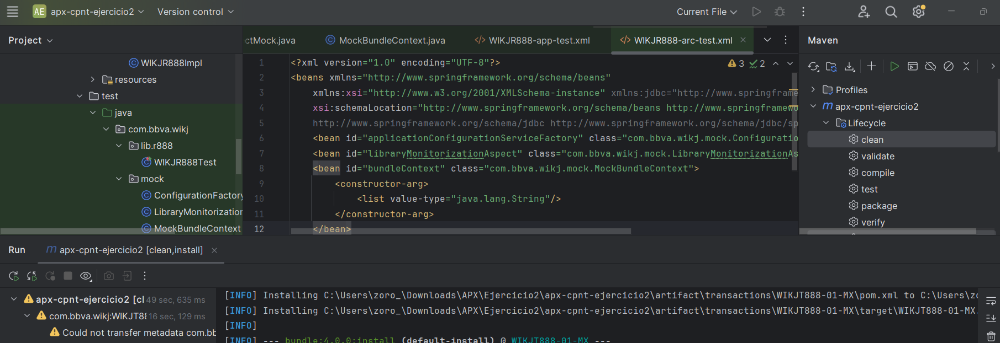 AE apx-cpnt-ejercicio2 Version control Current File
Project
ctMock.java MockBundleContext.java WIKJR888-app-test.xml WIKJR888-arc-test.xml
Maven
WIKJR888Impl
resources
test
java
com.bbva.wikj
lib.r888
WIKJR888Test
mock
ConfigurationFactory
LibraryMonitorization
MockBundleContext
3 2
1 <?xml version="1.0" encoding="UTF-8"?>
2 <beans xmlns="http://www.springframework.org/schema/beans"
3 xmlns:xsi="http://www.w3.org/2001/XMLSchema-instance" xmlns:jdbc="http://www.springframe
4 xsi:schemaLocation="http://www.springframework.org/schema/beans http://www.springframewo
5 http://www.springframework.org/schema/jdbc http://www.springframework.org/schema/jdbc/sp
6 <bean id="applicationConfigurationServiceFactory" class="com.bbva.wikj.mock.Configuratio
7 <bean id="libraryMonitorizationAspect" class="com.bbva.wikj.mock.LibraryMonitorizationAs
8 <bean id="bundleContext" class="com.bbva.wikj.mock.MockBundleContext">
9 <constructor-arg>
10 <list value-type="java.lang.String"/>
11 </constructor-arg>
12 </bean>
Profiles
apx-cpnt-ejercicio2
Lifecycle
clean
validate
compile
test
package
verify
Run apx-cpnt-ejercicio2 [clean,install]
apx-cpnt-ejercicio2 [cl 49 sec, 635 ms
com.bbva.wikj:WIKJT88 16 sec, 129 ms
Could not transfer metadata com.bb
[INFO] Installing C:\Users\zoro_\Downloads\APX\Ejercicio2\apx-cpnt-ejercicio2\artifact\transactions\WIKJT888-01-MX\pom.xml to C:\Users\zo
[INFO] Installing C:\Users\zoro_\Downloads\APX\Ejercicio2\apx-cpnt-ejercicio2\artifact\transactions\WIKJT888-01-MX\target\WIKJT888-01-MX
[INFO]
[INFO] --- bundle:4.0.0:install (default-install) @ WIKJT888-01-MX ---